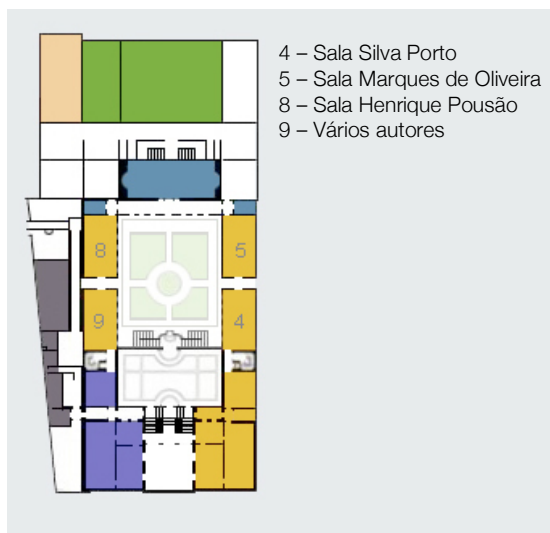 4 – Sala Silva Porto
5 – Sala Marques de Oliveira
8 – Sala Henrique Pousão
9 – Vários autores
8
5
9
4